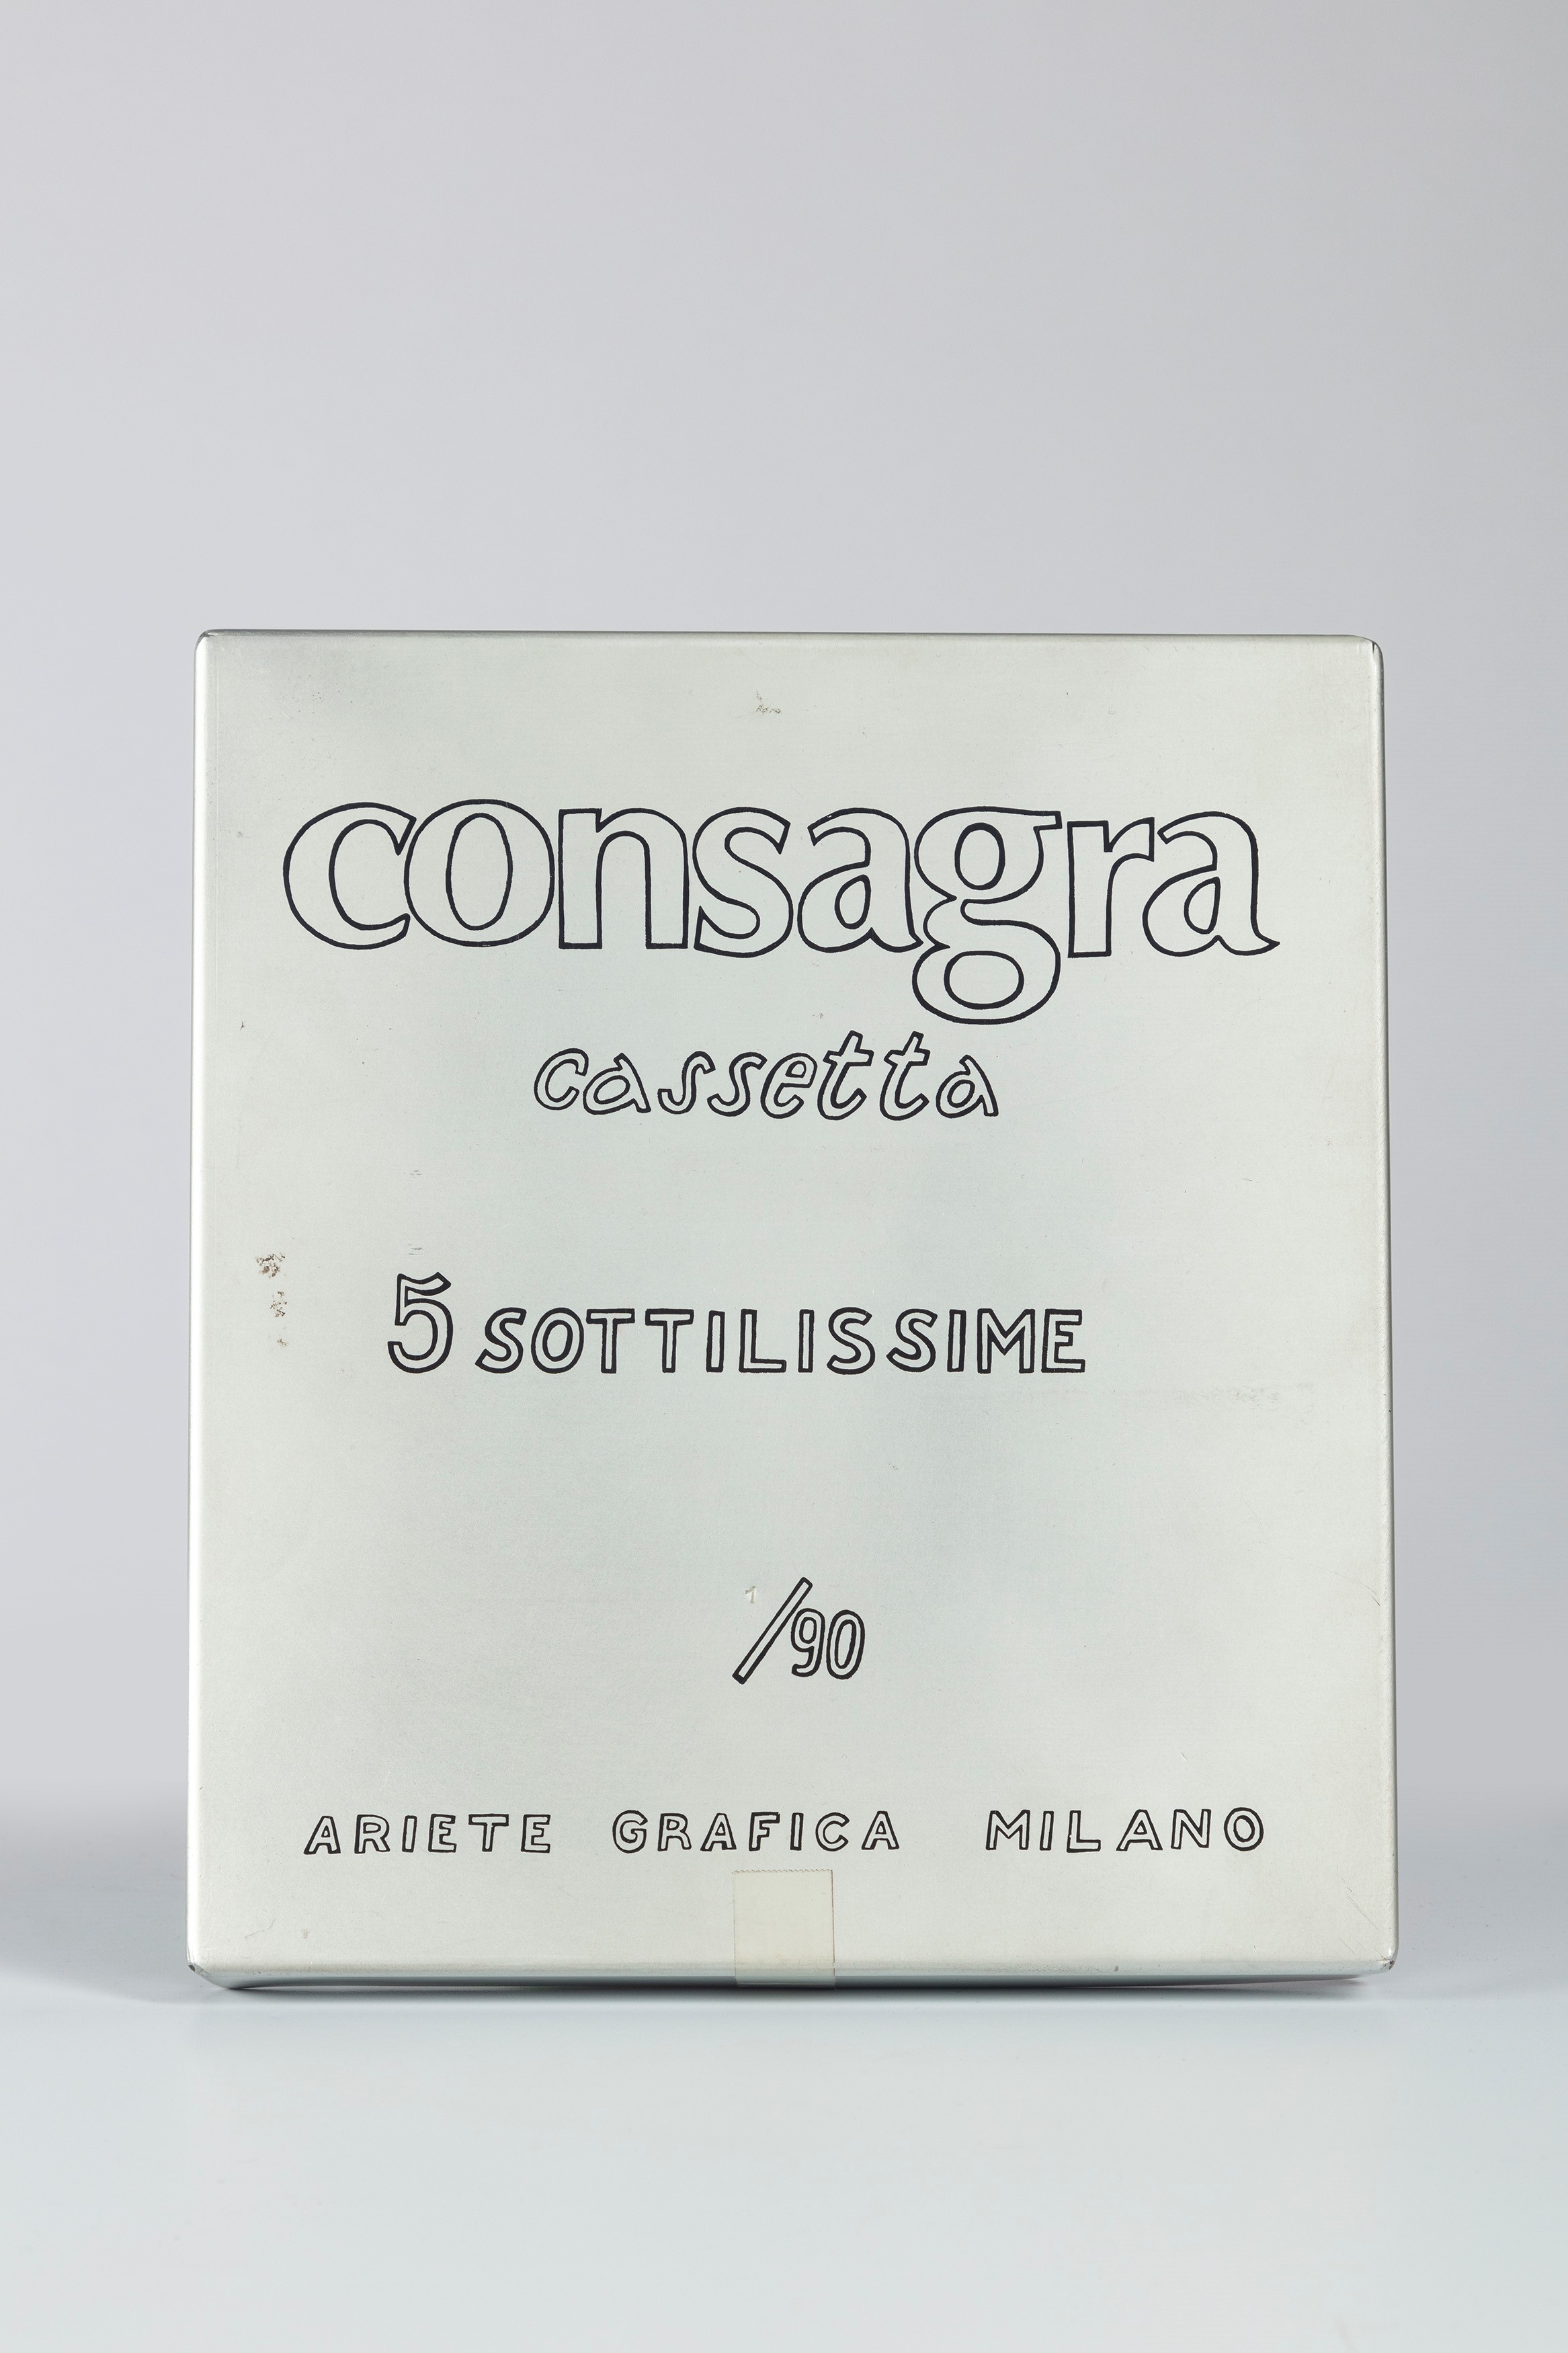 consagra
cassetta
5 SOTTILISSIME
1/90
ARIETE GRAFICA MILANO